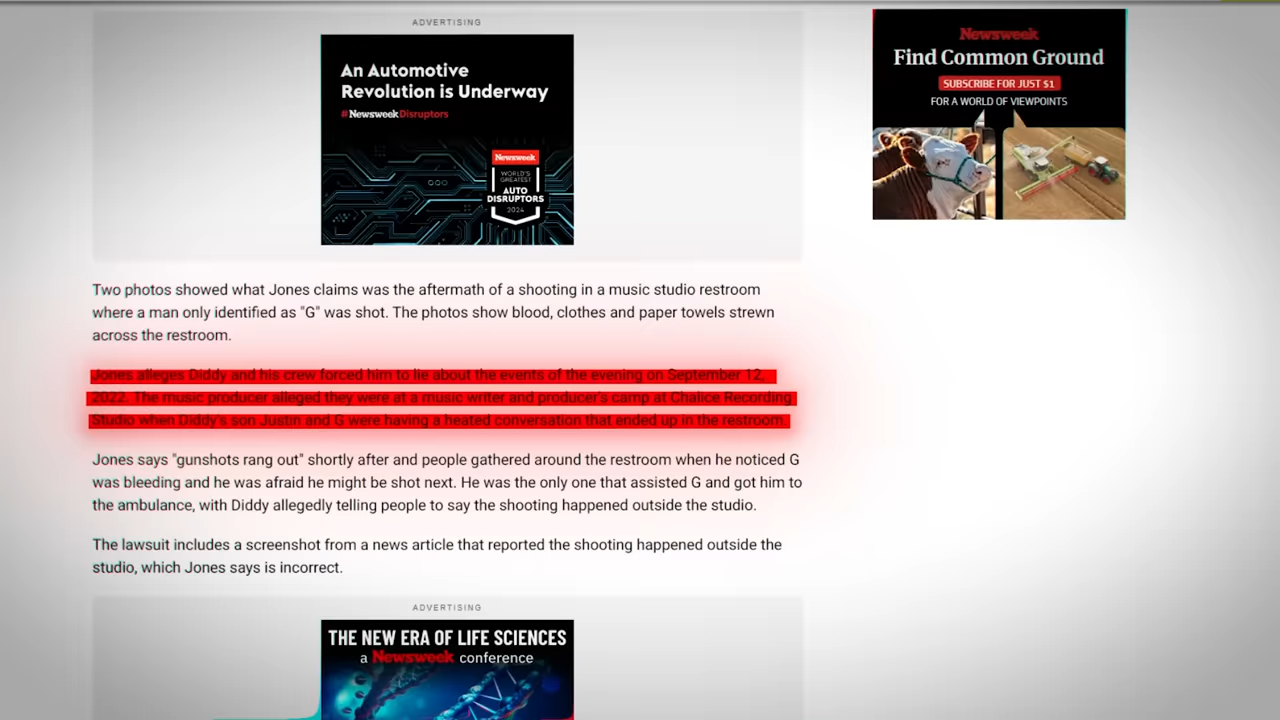 ADVERTISING
An Automotive
Revolution is Underway
#NewsweekDisruptors
Newsweek
WORLD'S
GREATEST
AUTO
DISRUPTORS
2024
Newsweek
Find Common Ground
SUBSCRIBE FOR JUST $1
FOR A WORLD OF VIEWPOINTS
Two photos showed what Jones claims was the aftermath of a shooting in a music studio restroom
where a man only identified as "G" was shot. The photos show blood, clothes and paper towels strewn
across the restroom.
Jones alleges Diddy and his crew forced him to lie about the events of the evening on September 12,
2022. The music producer alleged they were at a music writer and producer's camp at Chalice Recording
Studio when Diddy's son Justin and G were having a heated conversation that ended up in the restroom.
Jones says "gunshots rang out" shortly after and people gathered around the restroom when he noticed G
was bleeding and he was afraid he might be shot next. He was the only one that assisted G and got him to
the ambulance, with Diddy allegedly telling people to say the shooting happened outside the studio.
The lawsuit includes a screenshot from a news article that reported the shooting happened outside the
studio, which Jones says is incorrect.
ADVERTISING
THE NEW ERA OF LIFE SCIENCES
a Newsweek conference